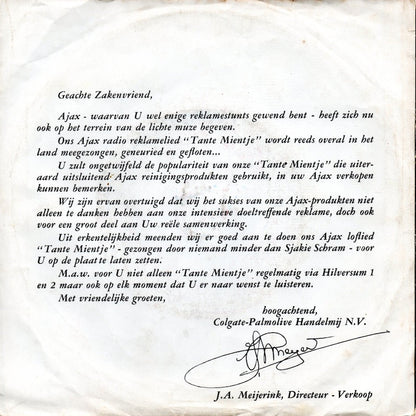 Geachte Zakenvriend,
Ajax - waarvan U wel enige reklamestunts gewend bent - heeft zich nu
ook op het terrein van de lichte muze begeven.
Ons Ajax radio reklamelied "Tante Mientje" wordt reeds overal in het
land meegezongen, geneuried en gefloten...
U zult ongetwijfeld de populariteit van onze "Tante Mientje" die uiter-
aard uitsluitend Ajax reinigingsprodukten gebruikt, in uw Ajax verkopen
kunnen bemerken.
Wij zijn ervan overtuigd dat wij het sukses van onze Ajax-produkten niet
alleen te danken hebben aan onze intensieve doeltreffende reklame, doch ook
voor een groot deel aan Uw reële samenwerking.
Uit erkentelijkheid meenden wij er goed aan te doen ons Ajax loflied
"Tante Mientje" - gezongen door niemand minder dan Sjakie Schram - voor
U op de plaat te laten zetten.
M.a.w. voor U niet alleen "Tante Mientje" regelmatig via Hilversum 1
en 2 maar ook op elk moment dat U er naar wenst te luisteren.
Met vriendelijke groeten,
hoogachtend,
Colgate-Palmolive Handelmij N.V.
J.A. Meijerink, Directeur - Verkoop